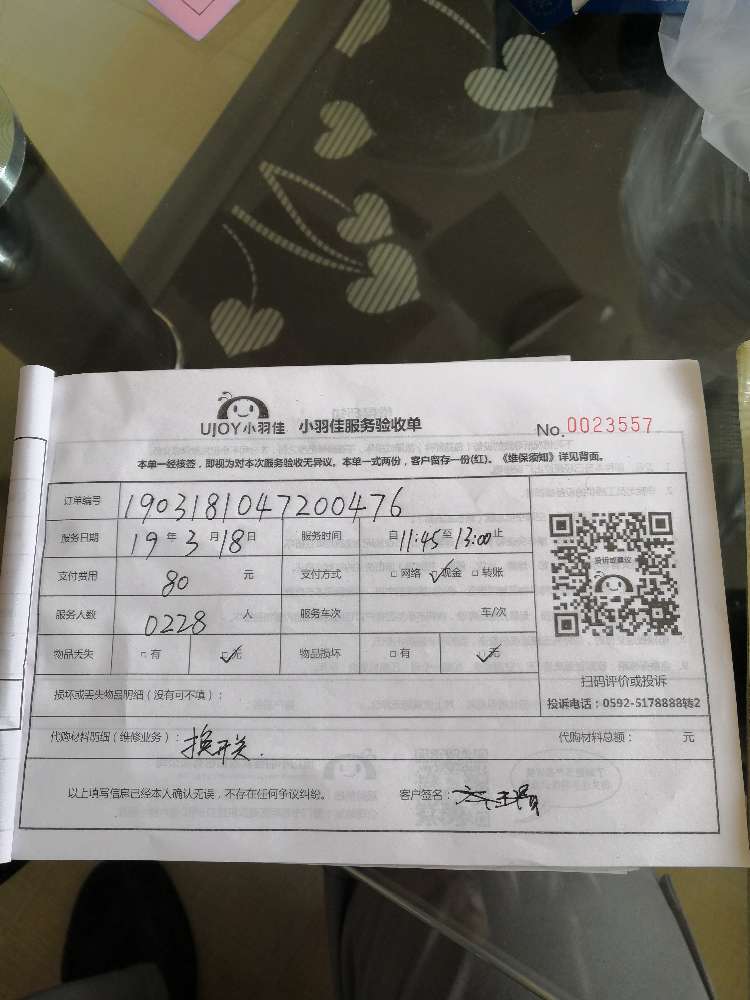 UJOY小羽佳 小羽佳服务验收单 No.0023557
本单一经接签，即视为对本次服务验收无异议。本单一式两份，客户留存一份(红)。《维保须知》详见背面。
订单编号 1903181047200476
服务日期 19年3月18日 服务时间 自11:45至13:00止
支付费用 80 元 支付方式 □网络 ☑现金 □转账
服务人数 0228 人 服务车次 车/次
物品丢失 □有 ☑无 物品损坏 □有 ☑无
投诉或建议
扫码评价或投诉
投诉电话：0592-5178888转2
损坏或丢失物品明细（没有可不填）：
代购材料明细（维修业务）：换开关. 代购材料总额： 元
以上填写信息已经本人确认无误，不存在任何争议纠纷。 客户签名：